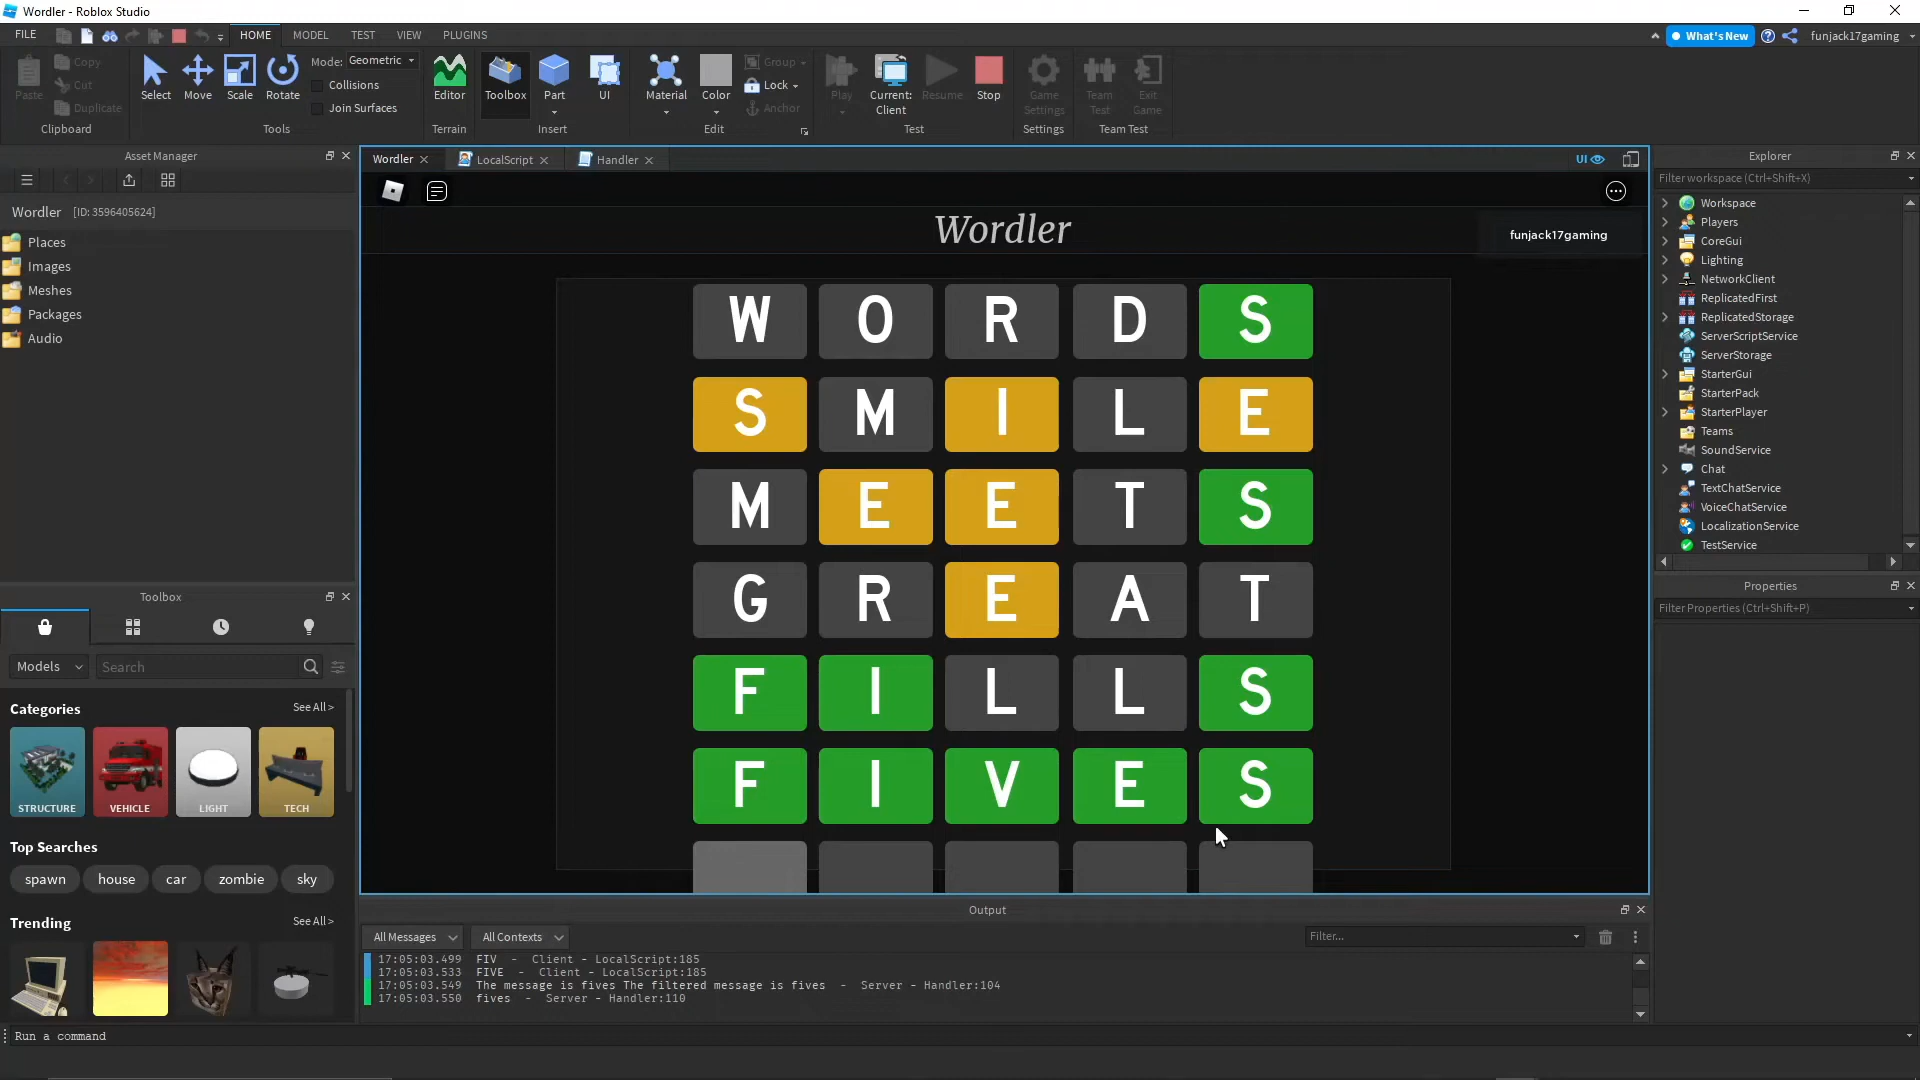 Wordler - Roblox Studio
FILE HOME MODEL TEST VIEW PLUGINS What's New funjack17gaming
Paste Copy Cut Duplicate Clipboard
Select Move Scale Rotate Mode: Geometric Collisions Join Surfaces Tools
Editor Terrain
Toolbox Part UI Insert
Material Color Group Lock Anchor Edit
Play Current: Client Resume Stop Test
Game Settings Settings
Team Test Exit Game Team Test
Asset Manager
Wordler [ID: 3596405624]
Places
Images
Meshes
Packages
Audio
Toolbox
Models Search
Categories See All >
STRUCTURE VEHICLE LIGHT TECH
Top Searches
spawn house car zombie sky
Trending See All >
Wordler LocalScript Handler UI
Wordler
funjack17gaming
W O R D S
S M I L E
M E E T S
G R E A T
F I L L S
F I V E S
Output
All Messages All Contexts Filter...
17:05:03.499 FIV - Client - LocalScript:185
17:05:03.533 FIVE - Client - LocalScript:185
17:05:03.549 The message is fives The filtered message is fives - Server - Handler:104
17:05:03.550 fives - Server - Handler:110
Explorer
Filter workspace (Ctrl+Shift+X)
Workspace
Players
CoreGui
Lighting
NetworkClient
ReplicatedFirst
ReplicatedStorage
ServerScriptService
ServerStorage
StarterGui
StarterPack
StarterPlayer
Teams
SoundService
Chat
TextChatService
VoiceChatService
LocalizationService
TestService
Properties
Filter Properties (Ctrl+Shift+P)
Run a command